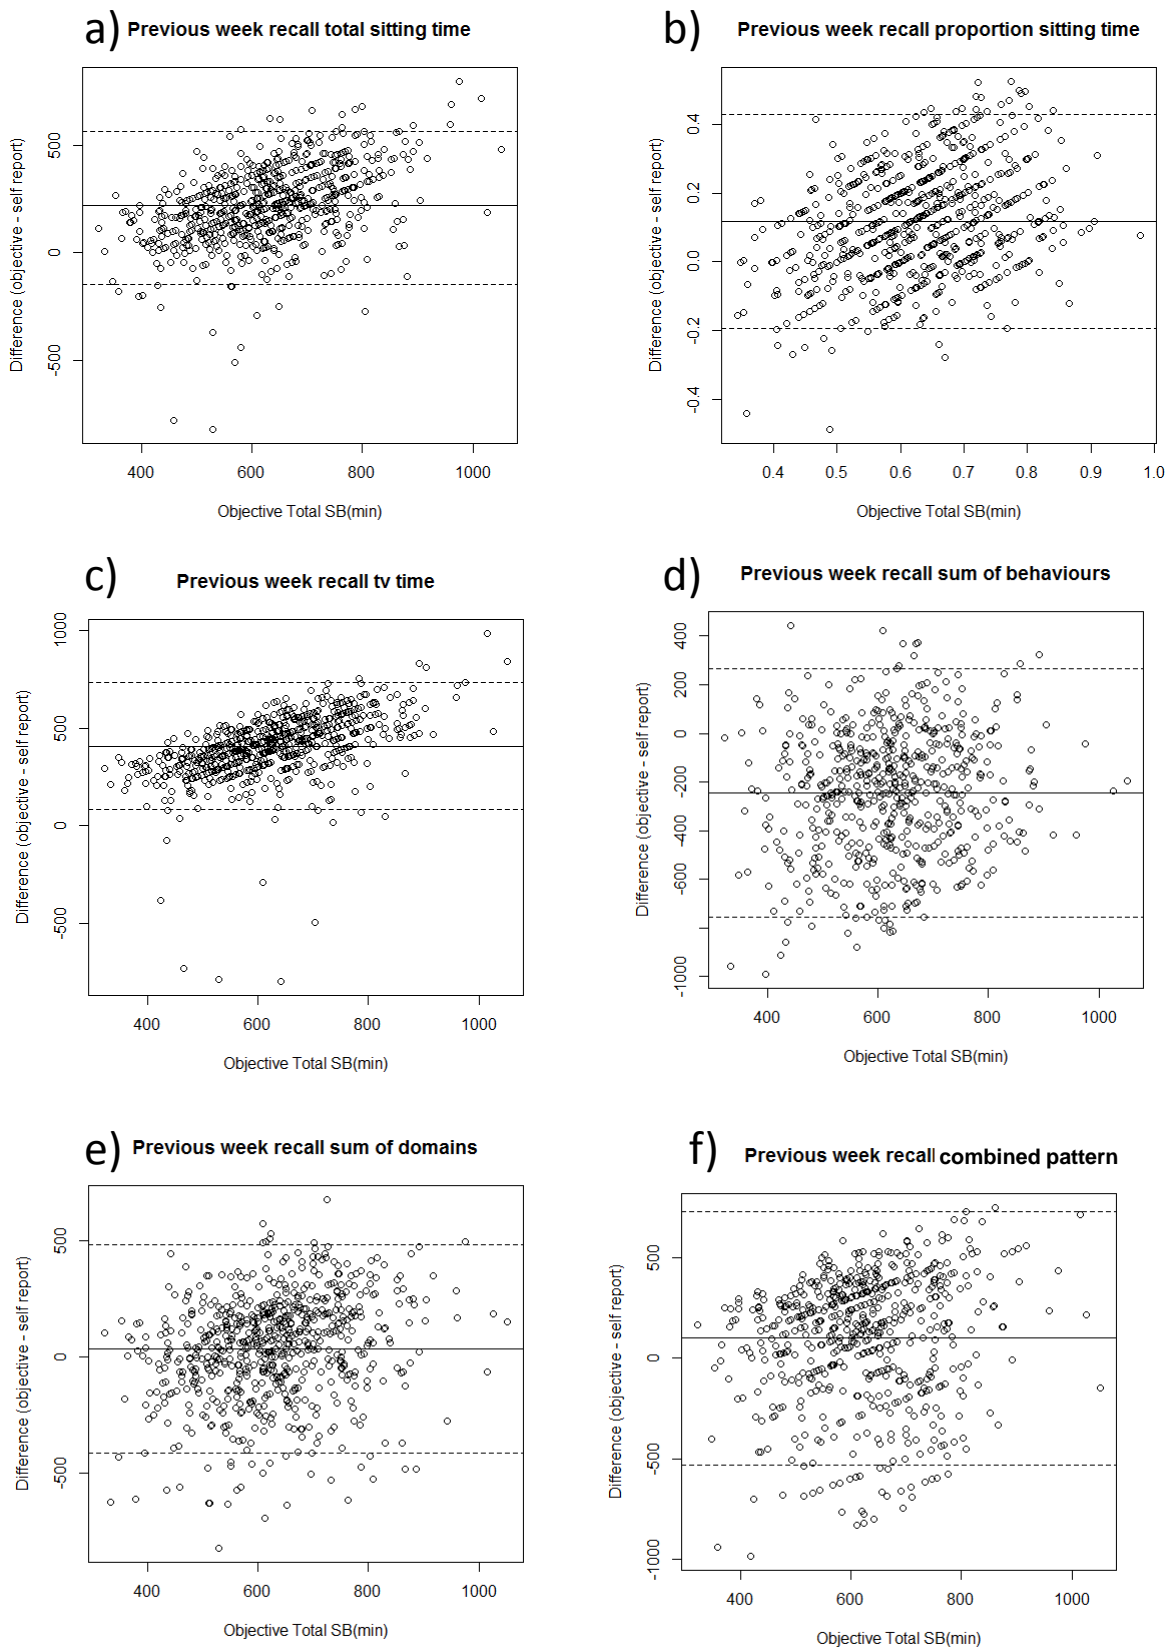 a) Previous week recall total sitting time
Difference (objective - self report)
500
0
-500
400 600 800 1000
Objective Total SB(min)
b) Previous week recall proportion sitting time
Difference (objective - self report)
0.4
0.2
0.0
-0.2
-0.4
0.4 0.5 0.6 0.7 0.8 0.9 1.0
Objective Total SB(min)
c) Previous week recall tv time
Difference (objective - self report)
1000
500
0
-500
400 600 800 1000
Objective Total SB(min)
d) Previous week recall sum of behaviours
Difference (objective - self report)
400
200
0
-200
-400
-600
-1000
400 600 800 1000
Objective Total SB(min)
e) Previous week recall sum of domains
Difference (objective - self report)
500
0
-500
400 600 800 1000
Objective Total SB(min)
f) Previous week recall combined pattern
Difference (objective - self report)
500
0
-500
-1000
400 600 800 1000
Objective Total SB(min)